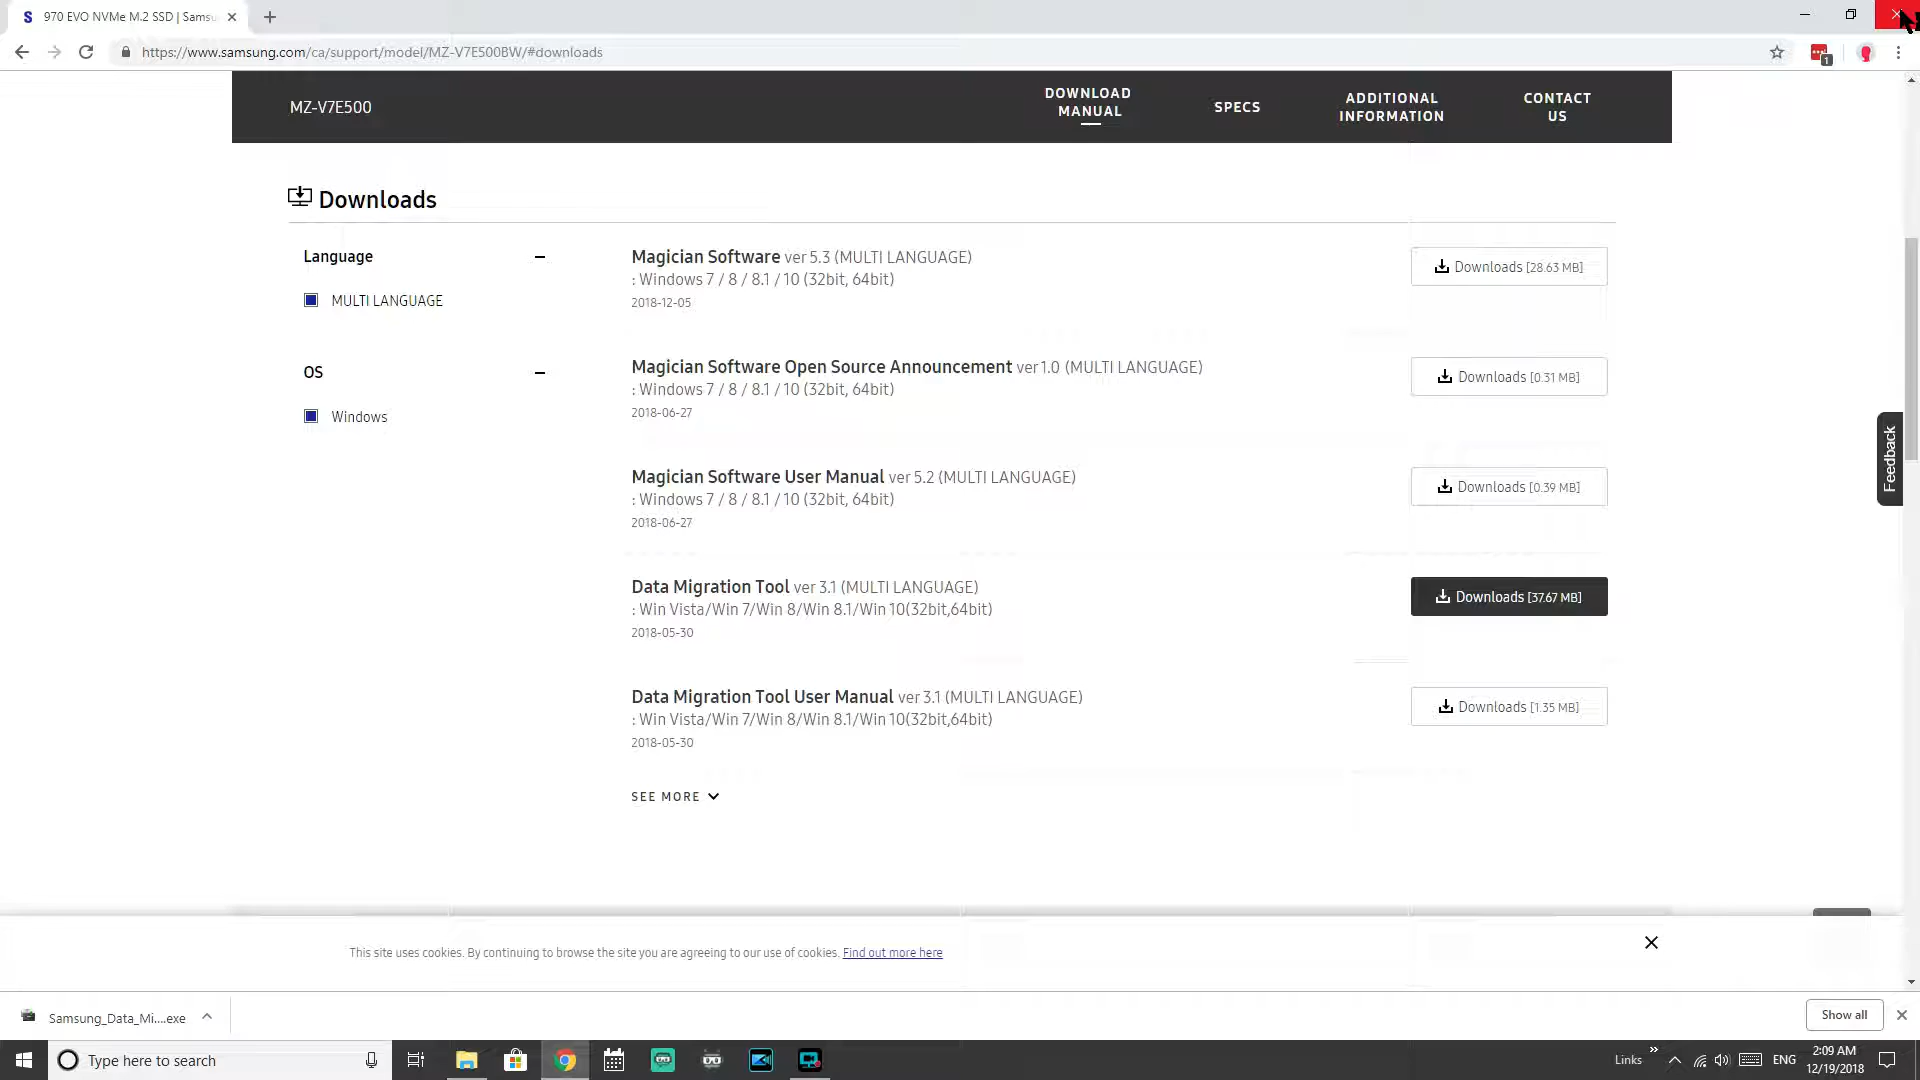 970 EVO NVMe M.2 SSD | Samsu
https://www.samsung.com/ca/support/model/MZ-V7E500BW/#downloads
1
MZ-V7E500
DOWNLOAD
MANUAL
SPECS
ADDITIONAL
INFORMATION
CONTACT
US
Downloads
Language
MULTI LANGUAGE
OS
Windows
Magician Software ver 5.3 (MULTI LANGUAGE)
: Windows 7 / 8 / 8.1 / 10 (32bit, 64bit)
2018-12-05
Downloads [28.63 MB]
Magician Software Open Source Announcement ver 1.0 (MULTI LANGUAGE)
: Windows 7 / 8 / 8.1 / 10 (32bit, 64bit)
2018-06-27
Downloads [0.31 MB]
Magician Software User Manual ver 5.2 (MULTI LANGUAGE)
: Windows 7 / 8 / 8.1 / 10 (32bit, 64bit)
2018-06-27
Downloads [0.39 MB]
Data Migration Tool ver 3.1 (MULTI LANGUAGE)
: Win Vista/Win 7/Win 8/Win 8.1/Win 10(32bit,64bit)
2018-05-30
Downloads [37.67 MB]
Data Migration Tool User Manual ver 3.1 (MULTI LANGUAGE)
: Win Vista/Win 7/Win 8/Win 8.1/Win 10(32bit,64bit)
2018-05-30
Downloads [1.35 MB]
SEE MORE
Feedback
This site uses cookies. By continuing to browse the site you are agreeing to our use of cookies. Find out more here
Samsung_Data_Mi....exe
Show all
Type here to search
Links
ENG
2:09 AM
12/19/2018